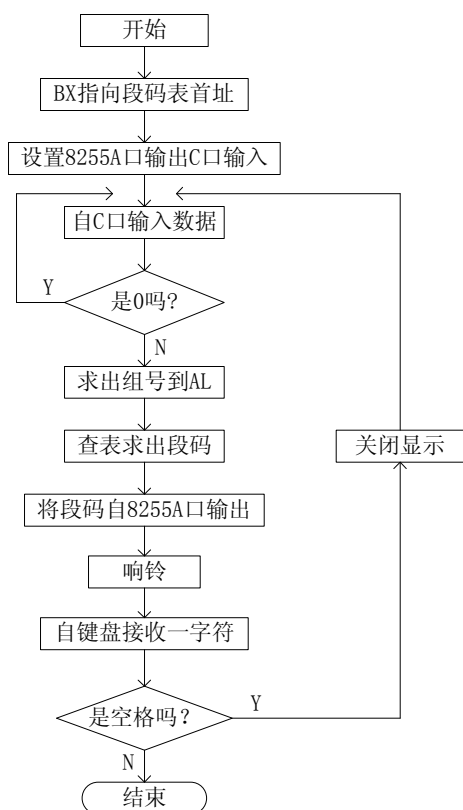 开始
BX指向段码表首址
设置8255A口输出C口输入
自C口输入数据
Y
是0吗?
N
求出组号到AL
查表求出段码
关闭显示
将段码自8255A口输出
响铃
自键盘接收一字符
是空格吗？
Y
N
结束